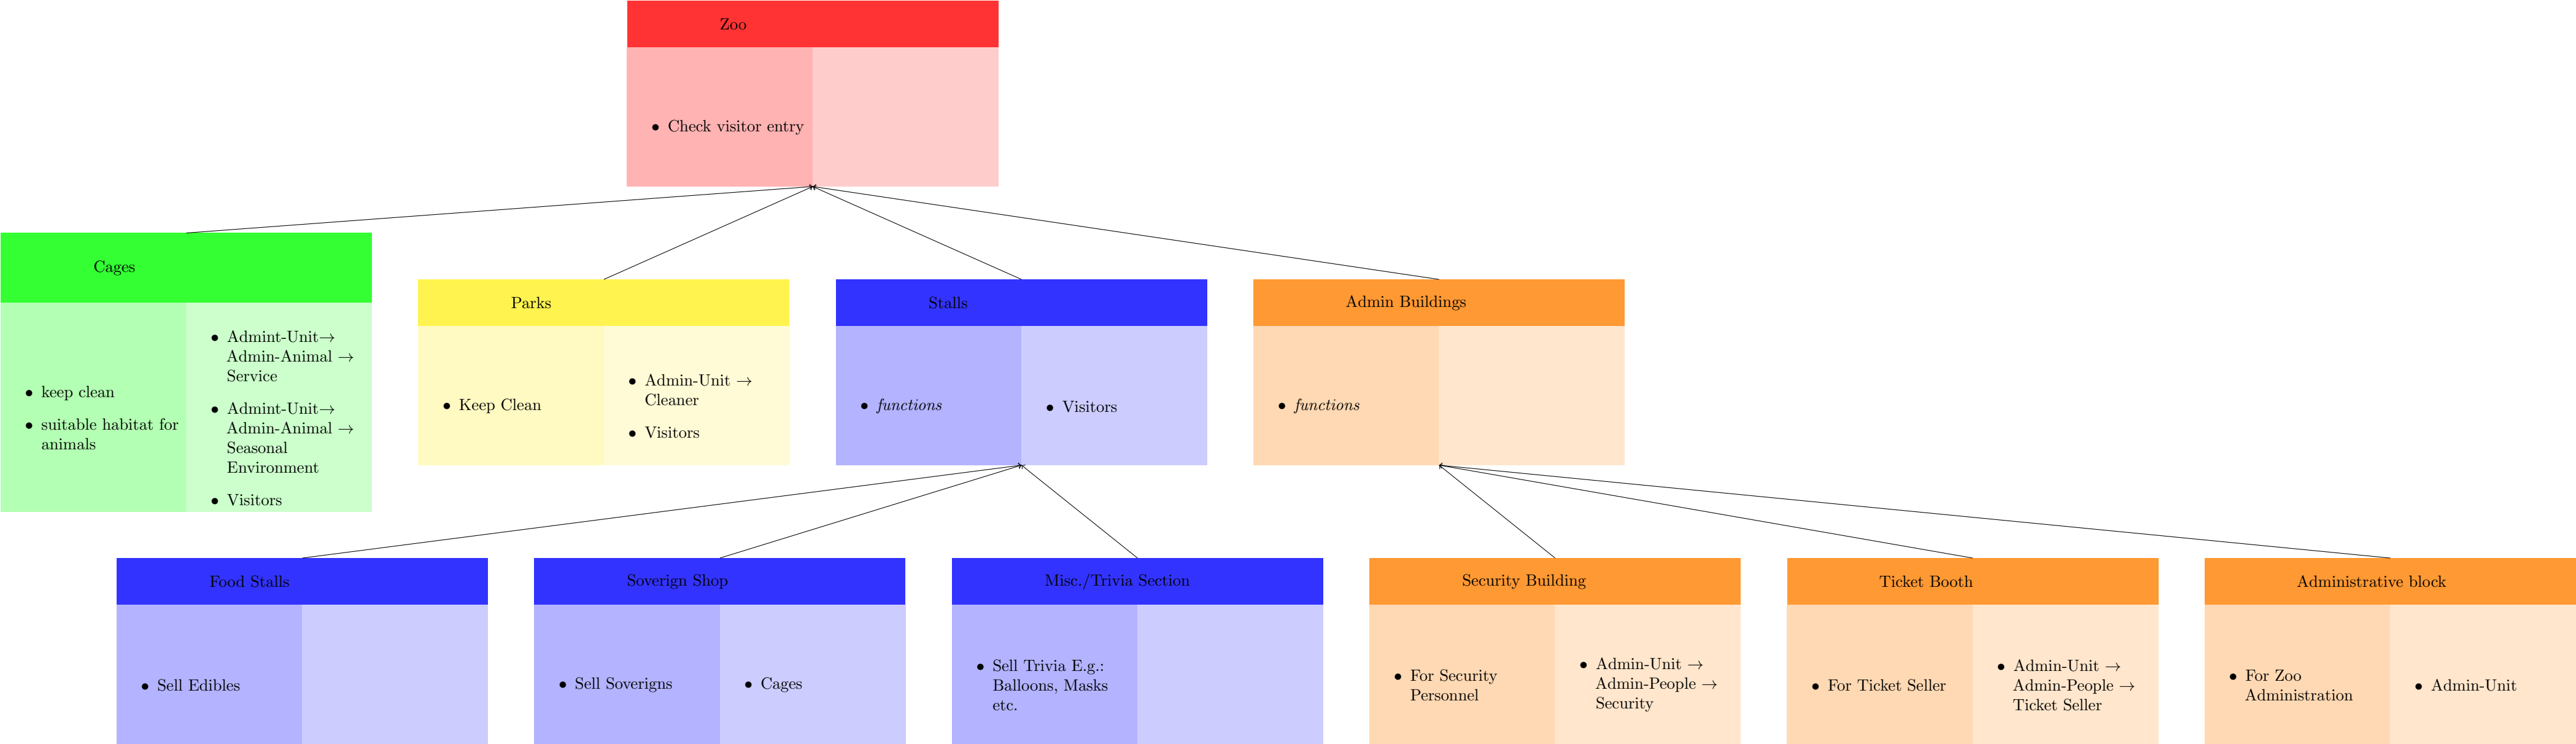 Zoo
• Check visitor entry
Cages
• keep clean
• suitable habitat for
animals
• Admint-Unit→
Admin-Animal →
Service
• Admint-Unit→
Admin-Animal →
Seasonal
Environment
• Visitors
Parks
• Keep Clean
• Admin-Unit →
Cleaner
• Visitors
Stalls
• functions
• Visitors
Admin Buildings
• functions
Food Stalls
• Sell Edibles
Soverign Shop
• Sell Soverigns
• Cages
Misc./Trivia Section
• Sell Trivia E.g.:
Balloons, Masks
etc.
Security Building
• For Security
Personnel
• Admin-Unit →
Admin-People →
Security
Ticket Booth
• For Ticket Seller
• Admin-Unit →
Admin-People →
Ticket Seller
Administrative block
• For Zoo
Administration
• Admin-Unit